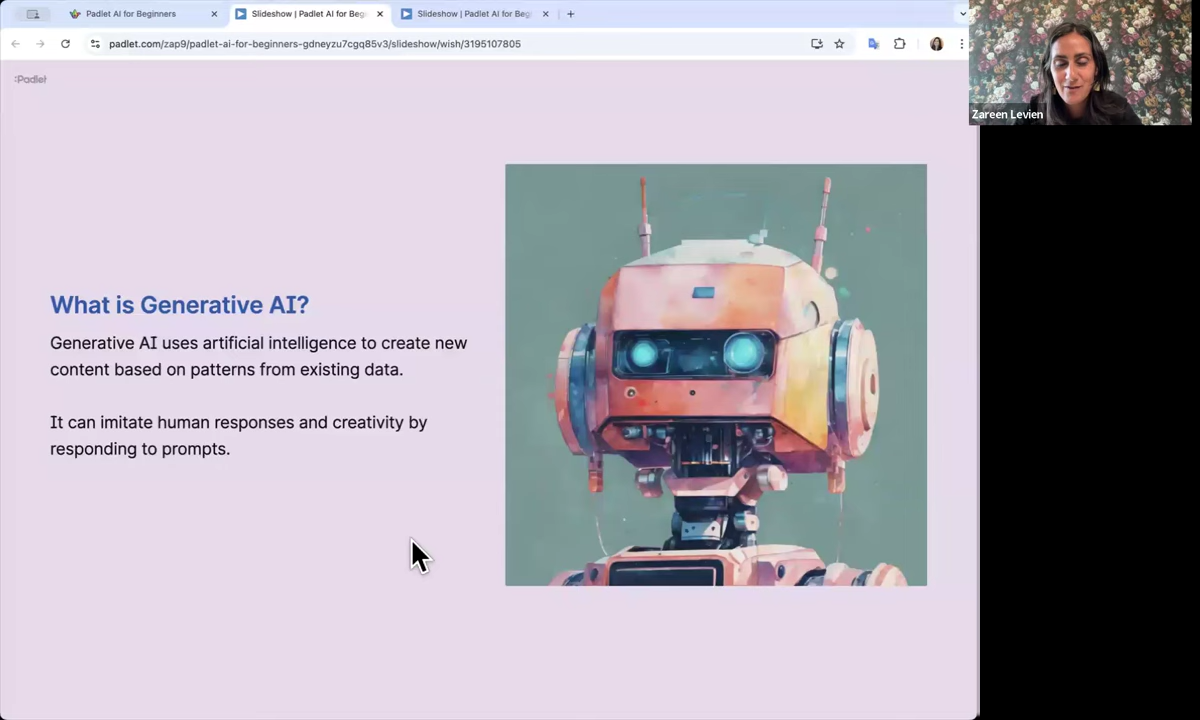 Padlet AI for Beginners
Slideshow | Padlet AI for Beg
Slideshow | Padlet AI for Beg
padlet.com/zap9/padlet-ai-for-beginners-gdneyzu7cgq85v3/slideshow/wish/3195107805
Zareen Levien
:Padlet
What is Generative AI?
Generative AI uses artificial intelligence to create new
content based on patterns from existing data.
It can imitate human responses and creativity by
responding to prompts.